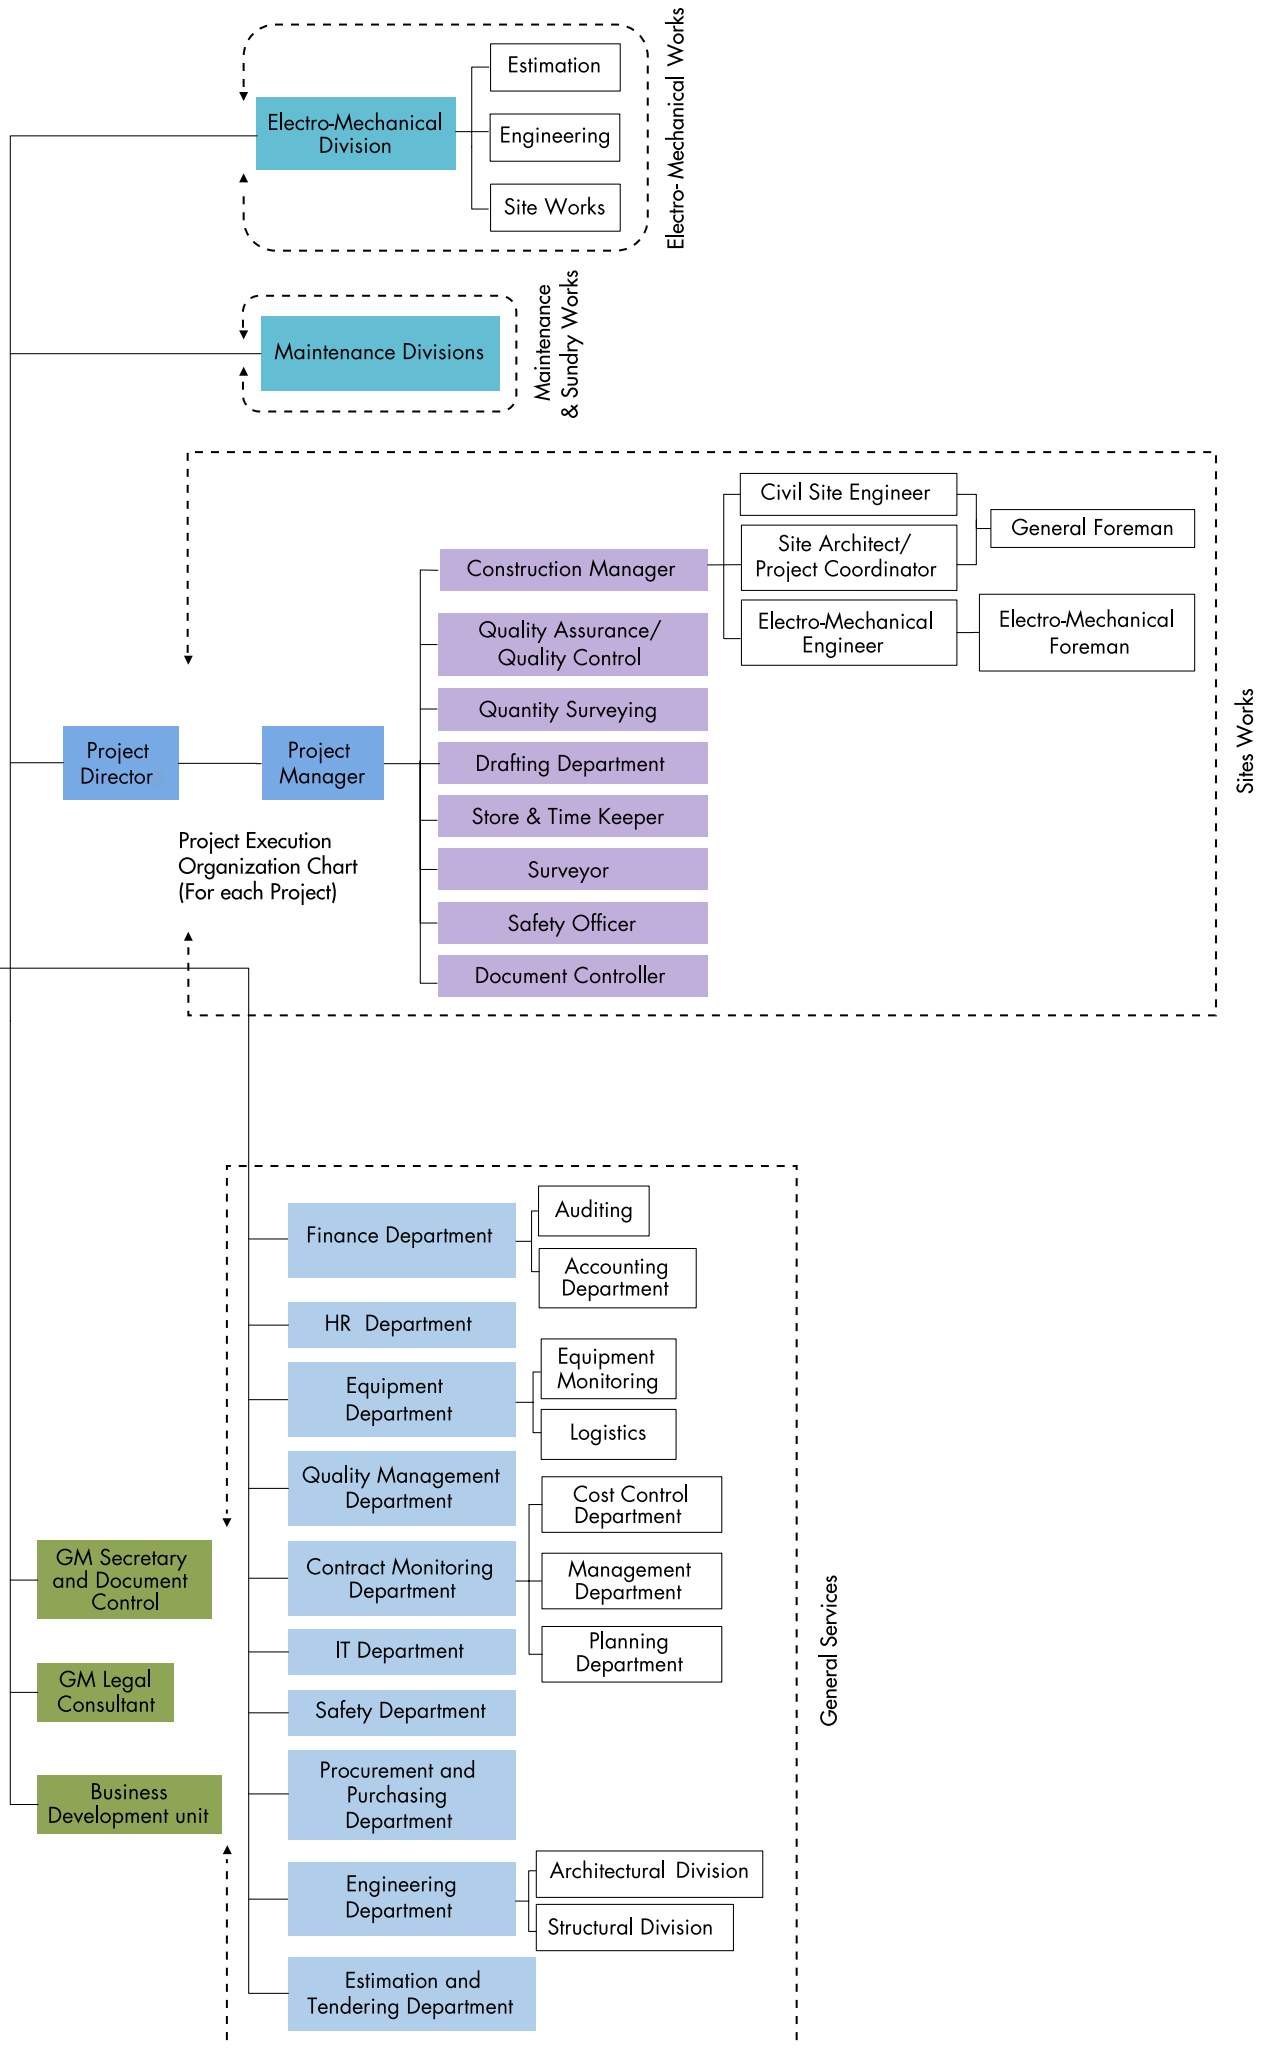 Electro-Mechanical
Division
Estimation
Engineering
Site Works
Electro- Mechanical Works
Maintenance Divisions
Maintenance
& Sundry Works
Project
Director
Project
Manager
Project Execution
Organization Chart
(For each Project)
Construction Manager
Quality Assurance/
Quality Control
Quantity Surveying
Drafting Department
Store & Time Keeper
Surveyor
Safety Officer
Document Controller
Civil Site Engineer
Site Architect/
Project Coordinator
Electro-Mechanical
Engineer
General Foreman
Electro-Mechanical
Foreman
Sites Works
GM Secretary
and Document
Control
GM Legal
Consultant
Business
Development unit
Finance Department
Auditing
Accounting
Department
HR Department
Equipment
Department
Equipment
Monitoring
Logistics
Quality Management
Department
Contract Monitoring
Department
Cost Control
Department
Management
Department
Planning
Department
IT Department
Safety Department
Procurement and
Purchasing
Department
Engineering
Department
Architectural Division
Structural Division
Estimation and
Tendering Department
General Services